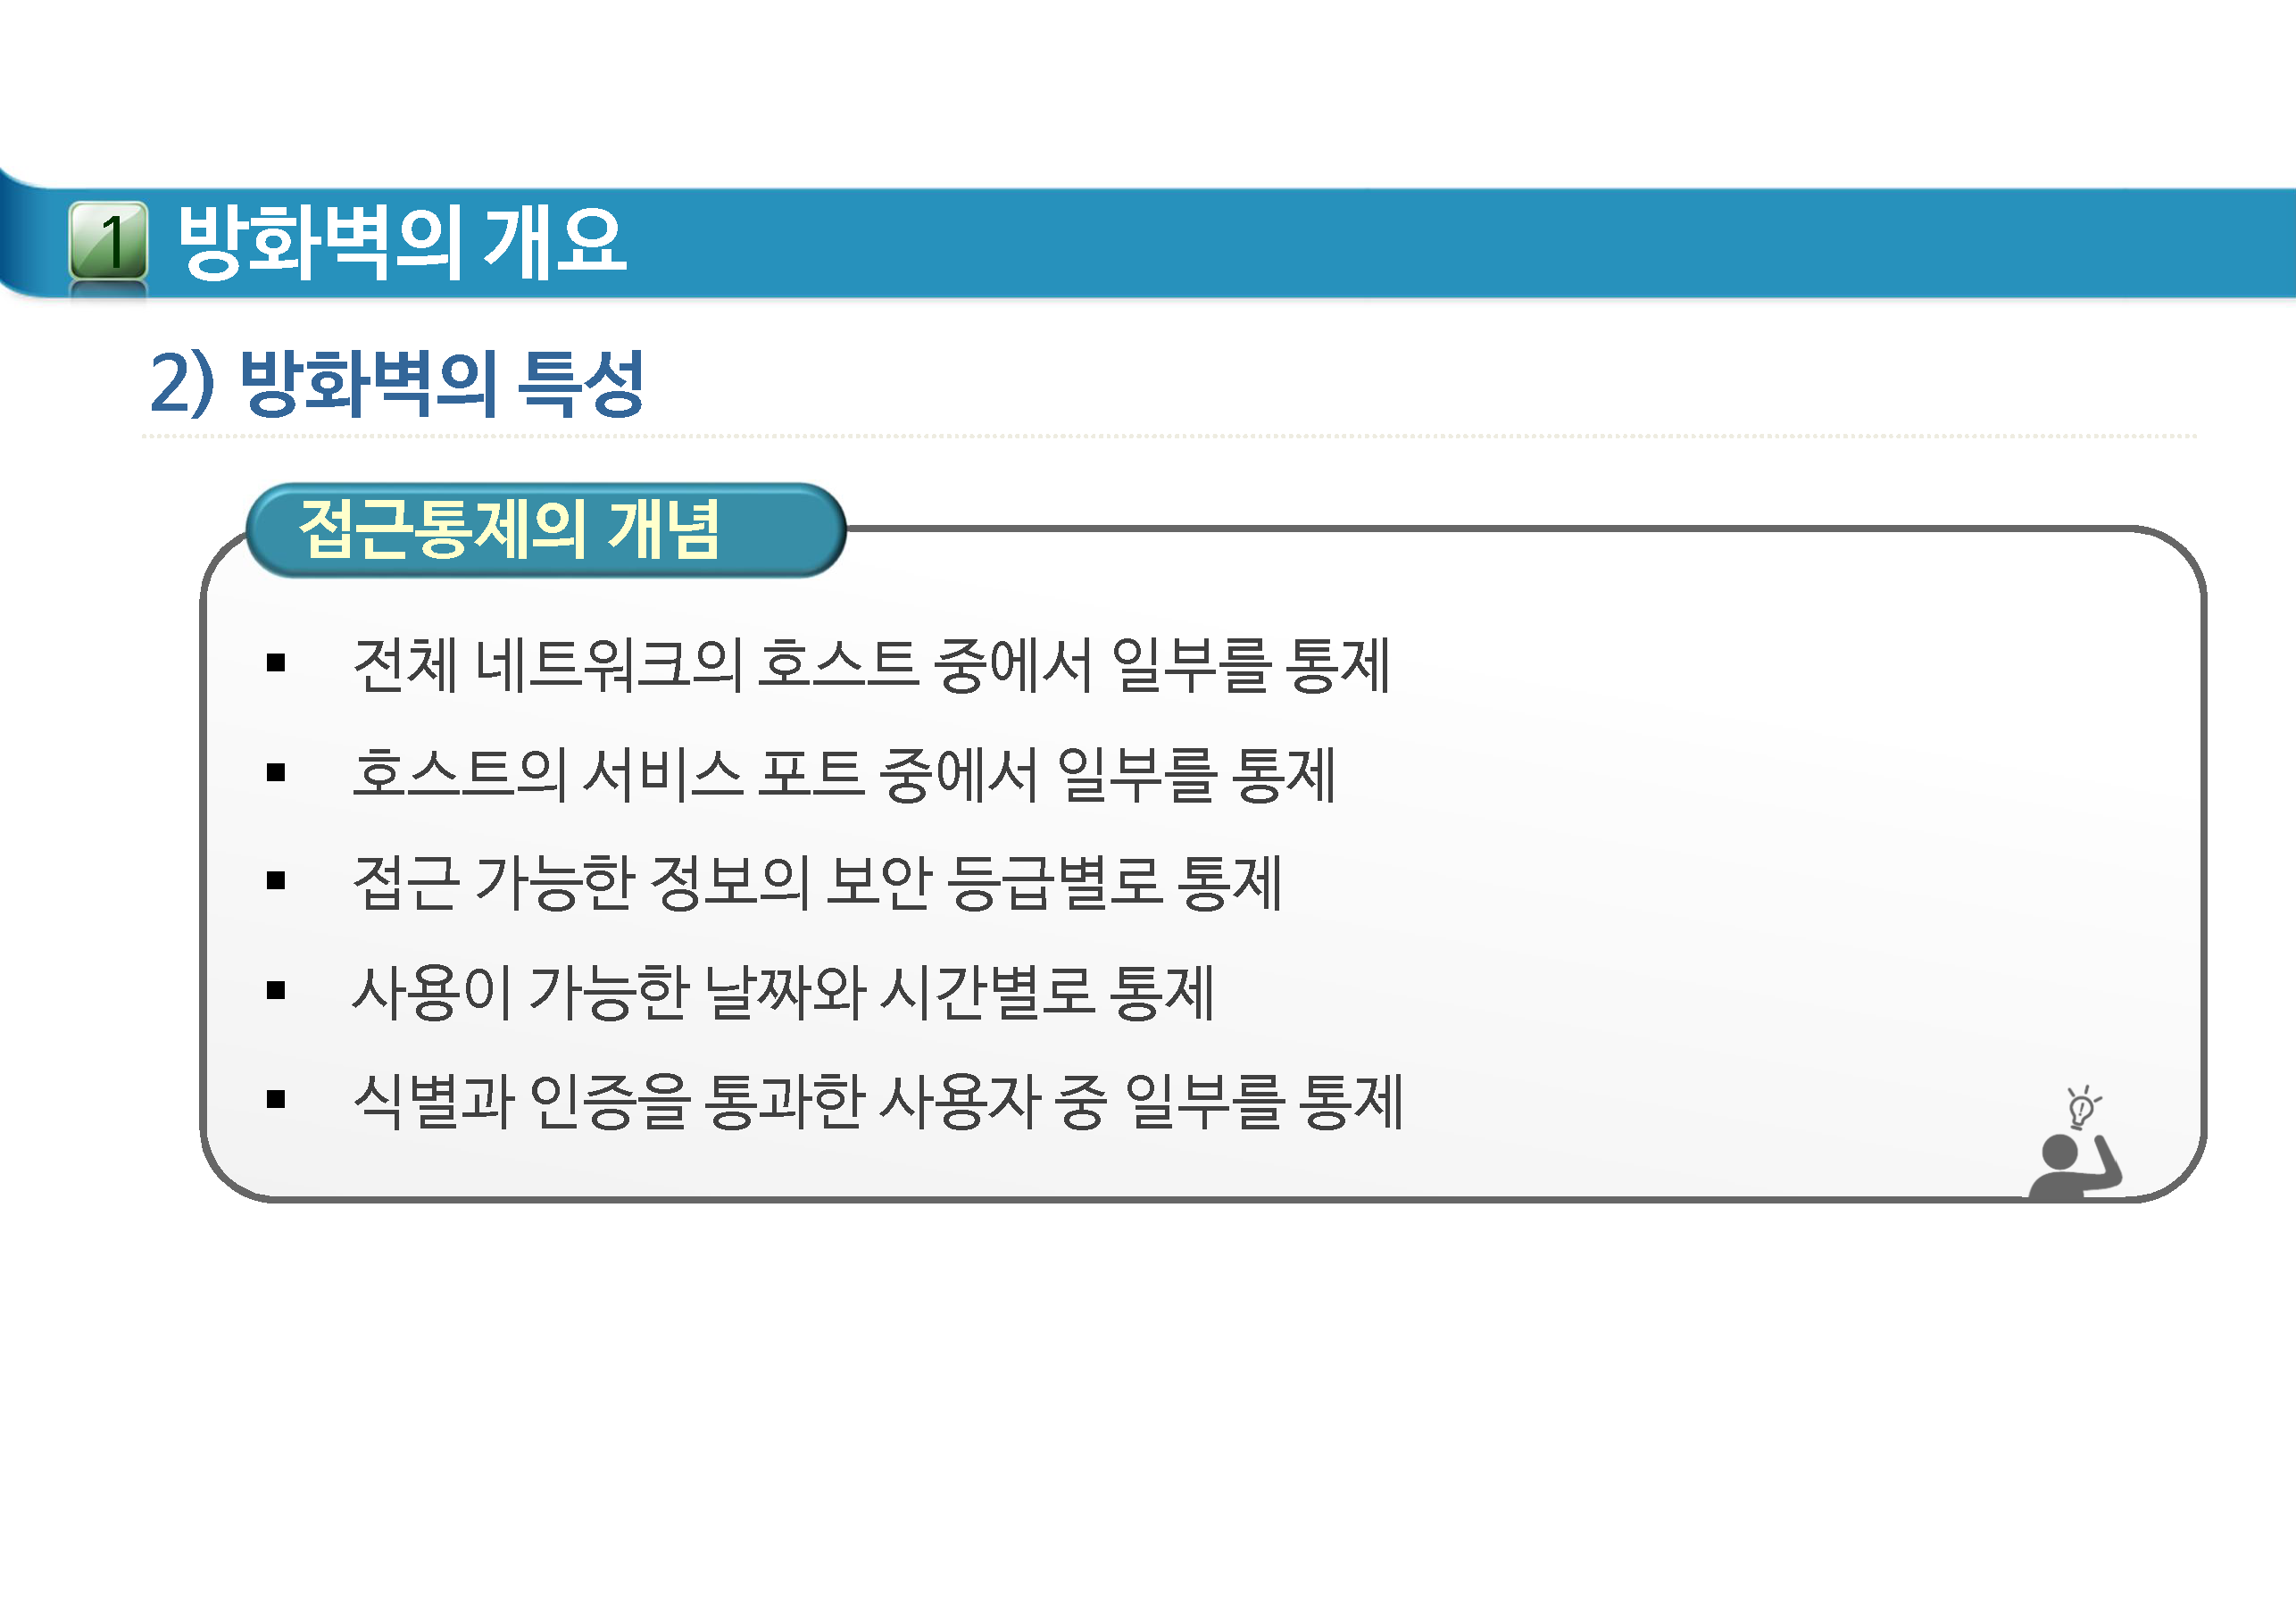 1 방화벽의 개요
2) 방화벽의 특성
접근통제의 개념
▪ 전체 네트워크의 호스트 중에서 일부를 통제
▪ 호스트의 서비스 포트 중에서 일부를 통제
▪ 접근 가능한 정보의 보안 등급별로 통제
▪ 사용이 가능한 날짜와 시간별로 통제
▪ 식별과 인증을 통과한 사용자 중 일부를 통제